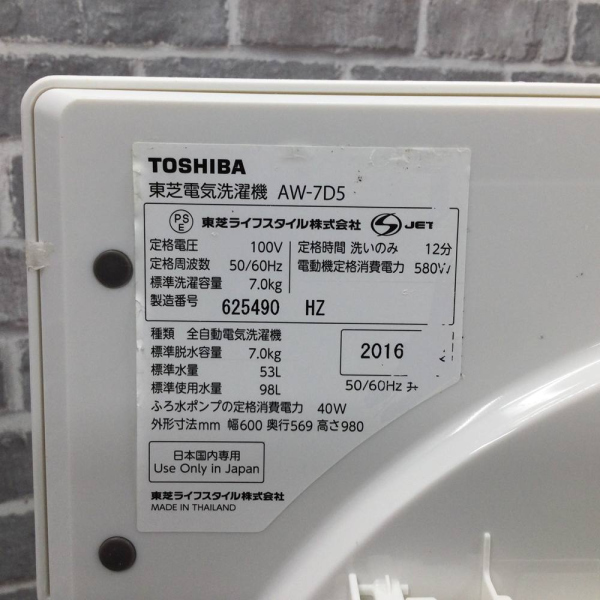 TOSHIBA
東芝電気洗濯機 AW-7D5
PSE 東芝ライフスタイル株式会社 JET
定格電圧 100V 定格時間 洗いのみ 12分
定格周波数 50/60Hz 電動機定格消費電力 580W
標準洗濯容量 7.0kg
製造番号 625490 HZ
種類 全自動電気洗濯機
標準脱水容量 7.0kg 2016
標準水量 53L
標準使用水量 98L 50/60Hz
ふろ水ポンプの定格消費電力 40W
外形寸法mm 幅600 奥行569 高さ980
日本国内専用
Use Only in Japan
東芝ライフスタイル株式会社
MADE IN THAILAND